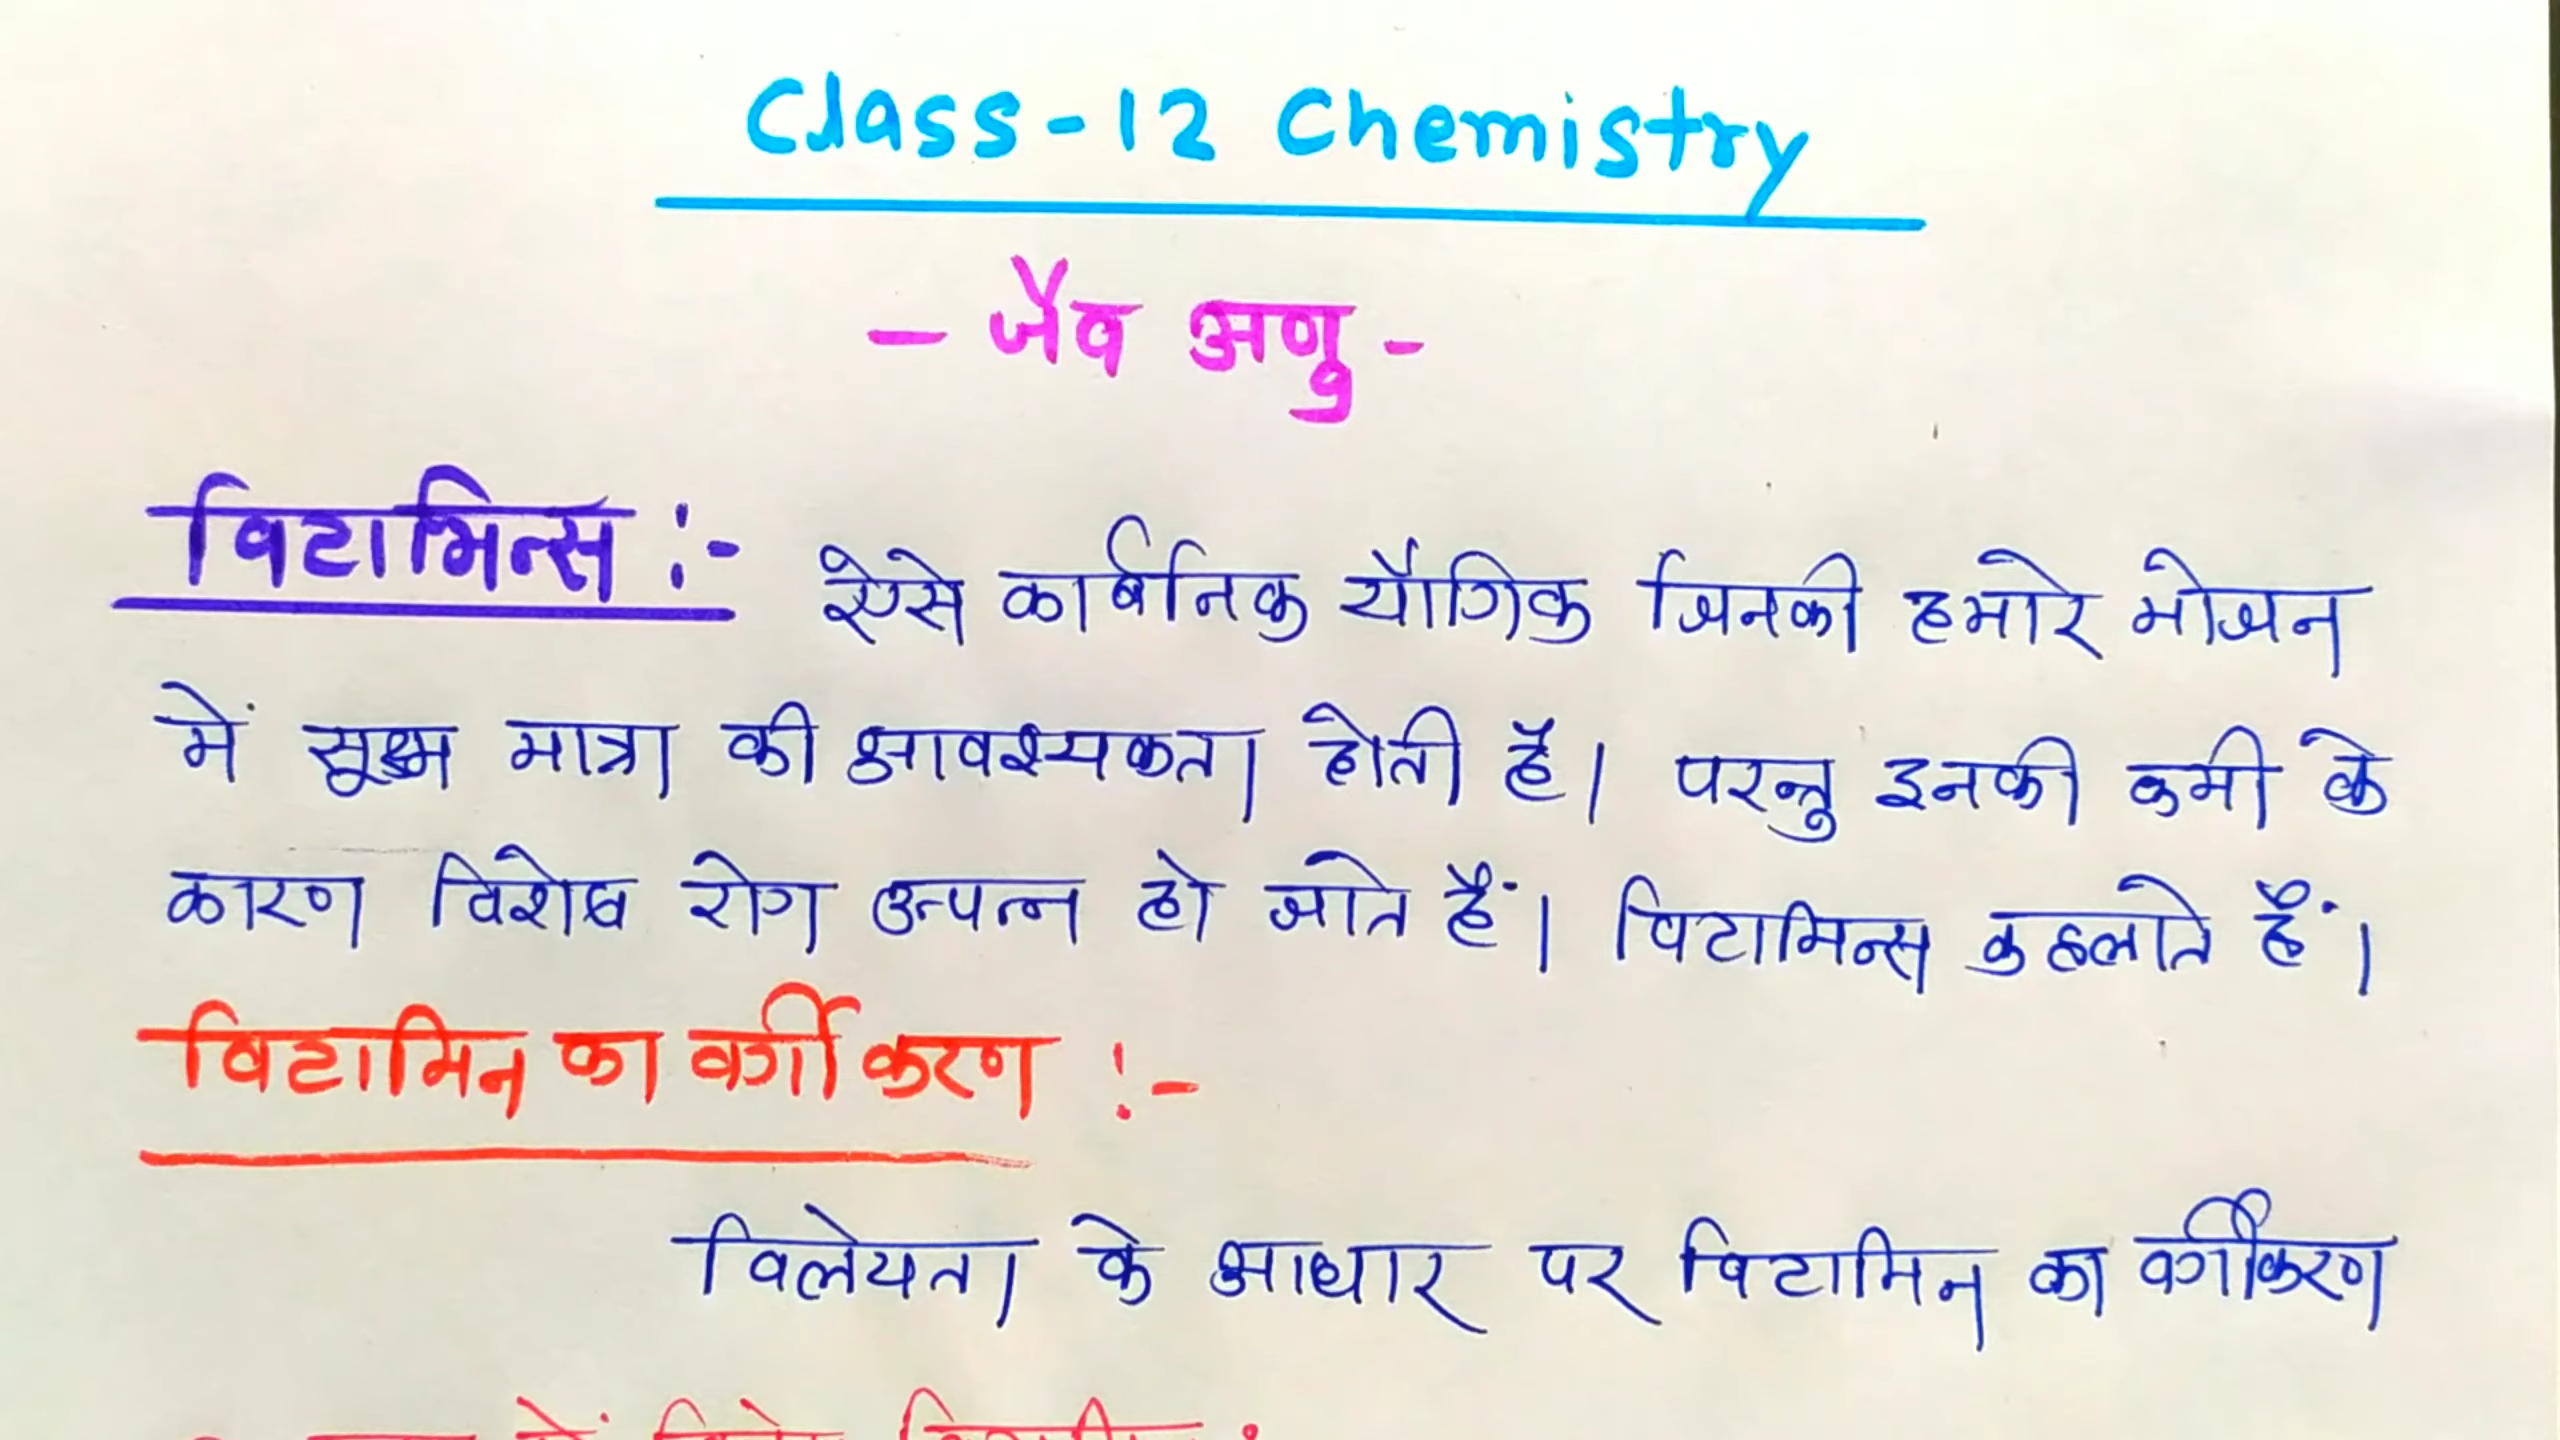 Class-12 Chemistry
- जैव अणु -
विटामिन्स :- ऐसे कार्बनिक यौगिक जिनकी हमारे भोजन
में सूक्ष्म मात्रा की आवश्यकता होती है। परन्तु इनकी कमी के
कारण विशेष रोग उत्पन्न हो जाते हैं। विटामिन्स कहलाते हैं।
विटामिन का वर्गीकरण :-
विलेयता के आधार पर विटामिन का वर्गीकरण